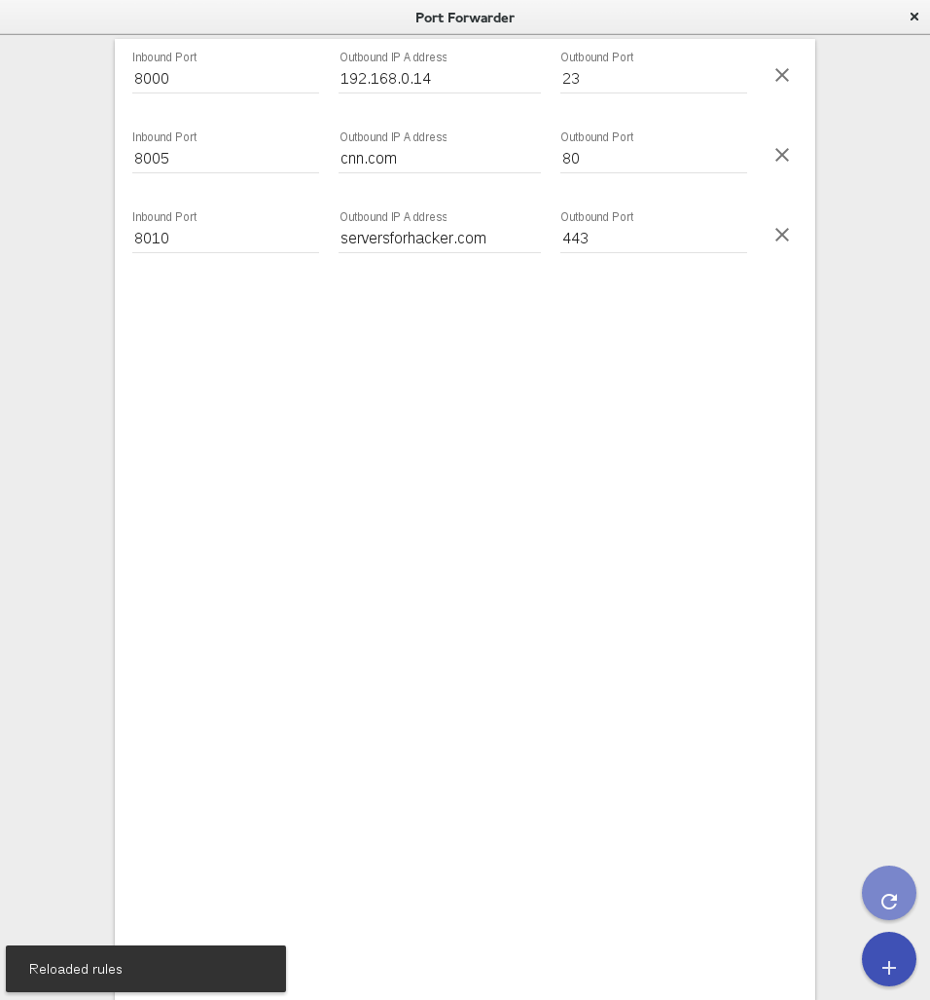 Port Forwarder
Inbound Port Outbound IP Address Outbound Port
8000 192.168.0.14 23
Inbound Port Outbound IP Address Outbound Port
8005 cnn.com 80
Inbound Port Outbound IP Address Outbound Port
8010 serversforhacker.com 443
Reloaded rules